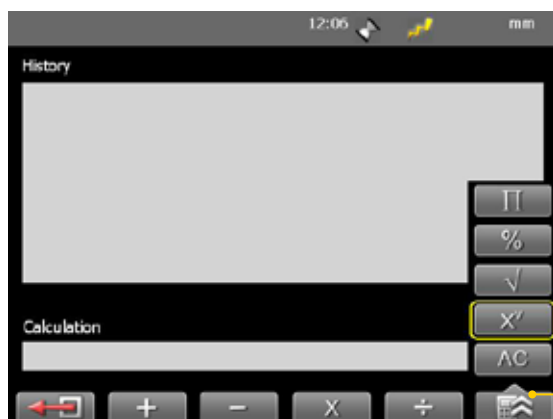 12:06 mm
History
∏
%
√
Xʸ
Calculation
AC
+ − X ÷